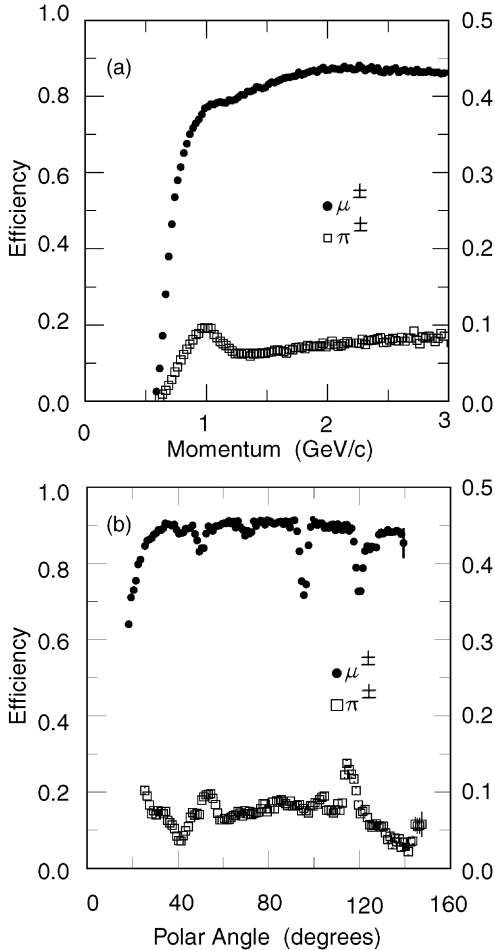 1.0 0.5
(a)
0.8 0.4
0.6 0.3
μ±
0.4 π± 0.2
0.2 0.1
0.0 0.0
0 1 2 3
Momentum (GeV/c)
Efficiency
1.0 0.5
(b)
0.8 0.4
0.6 0.3
μ±
0.4 π± 0.2
0.2 0.1
0.0 0.0
0 40 80 120 160
Polar Angle (degrees)
Efficiency